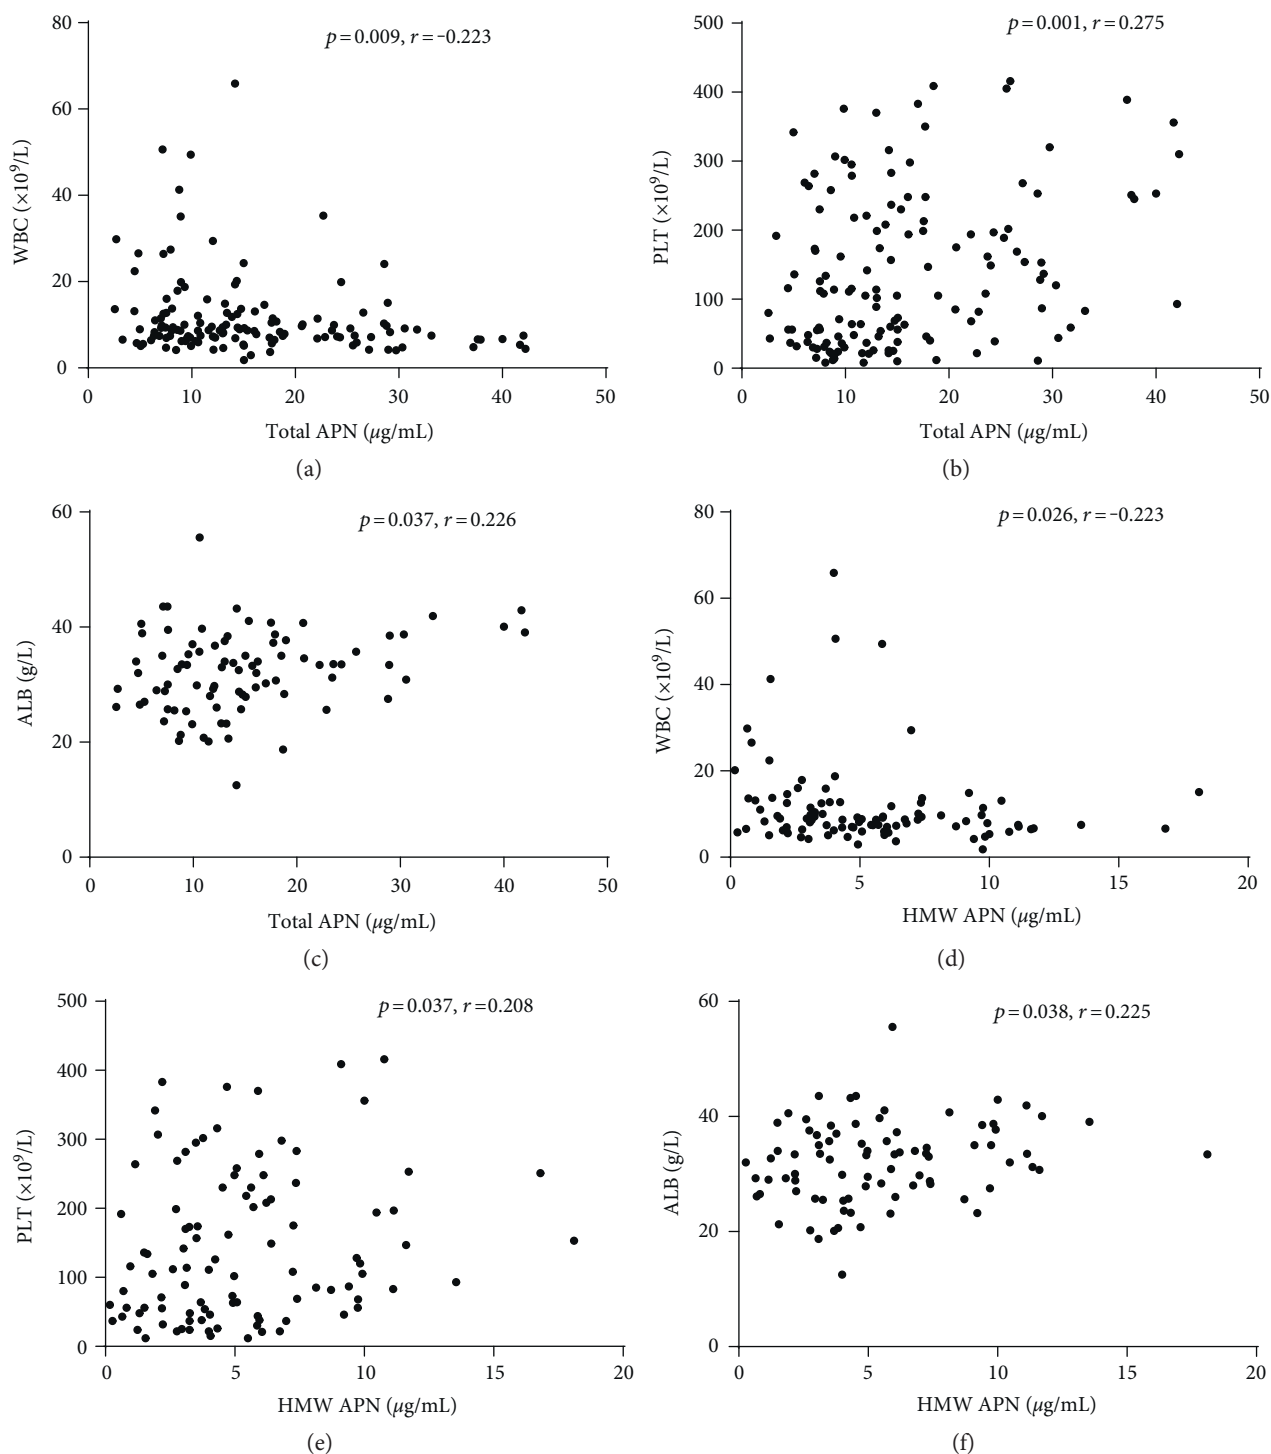 p=0.009, r=-0.223
80
60
40
20
0
WBC (×10⁹/L)
0 10 20 30 40 50
Total APN (μg/mL)
(a)
p=0.001, r=0.275
500
400
300
200
100
0
PLT (×10⁹/L)
0 10 20 30 40 50
Total APN (μg/mL)
(b)
p=0.037, r=0.226
60
40
20
0
ALB (g/L)
0 10 20 30 40 50
Total APN (μg/mL)
(c)
p=0.026, r=-0.223
80
60
40
20
0
WBC (×10⁹/L)
0 5 10 15 20
HMW APN (μg/mL)
(d)
p=0.037, r=0.208
500
400
300
200
100
0
PLT (×10⁹/L)
0 5 10 15 20
HMW APN (μg/mL)
(e)
p=0.038, r=0.225
60
40
20
0
ALB (g/L)
0 5 10 15 20
HMW APN (μg/mL)
(f)